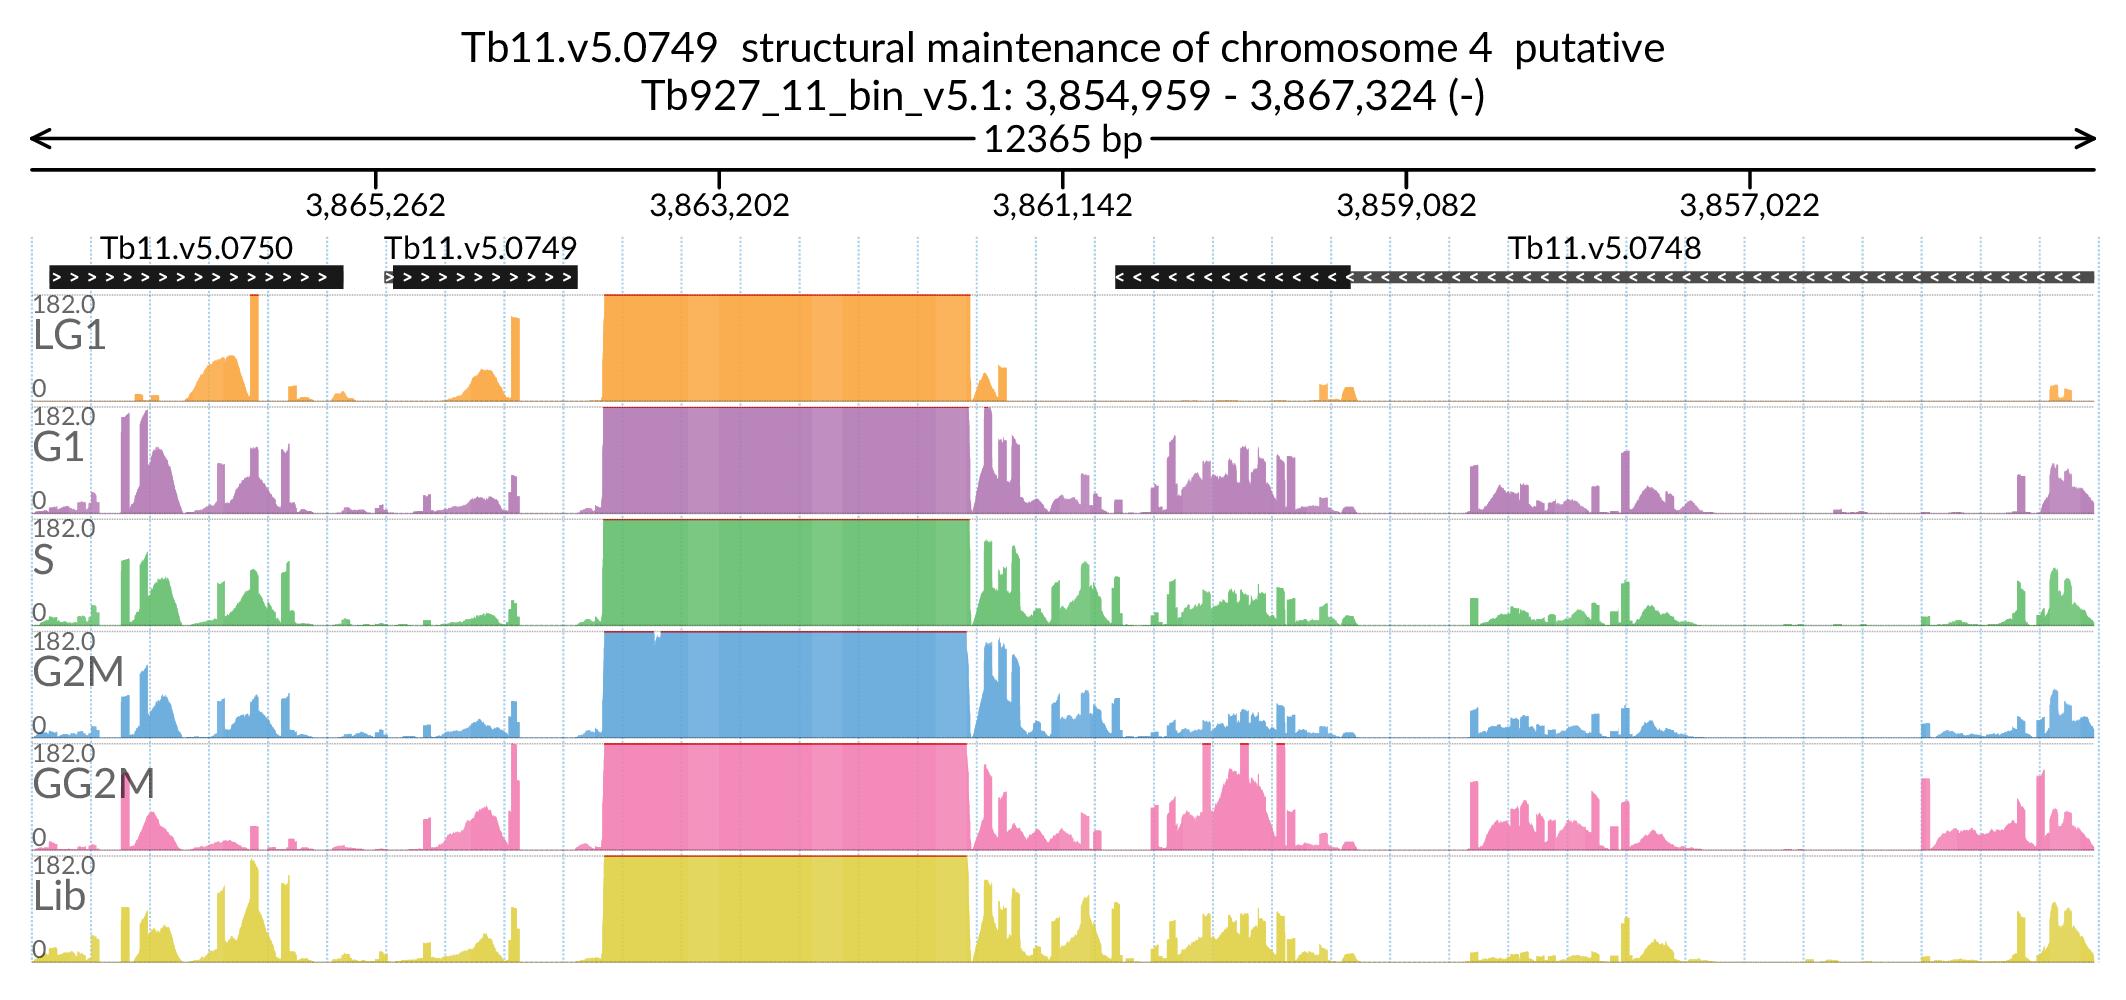 Tb11.v5.0749 structural maintenance of chromosome 4 putative
Tb927_11_bin_v5.1: 3,854,959 - 3,867,324 (-)
12365 bp
3,865,262 3,863,202 3,861,142 3,859,082 3,857,022
Tb11.v5.0750 Tb11.v5.0749 Tb11.v5.0748
182.0
LG1
0
182.0
G1
0
182.0
S
0
182.0
G2M
0
182.0
GG2M
0
182.0
Lib
0